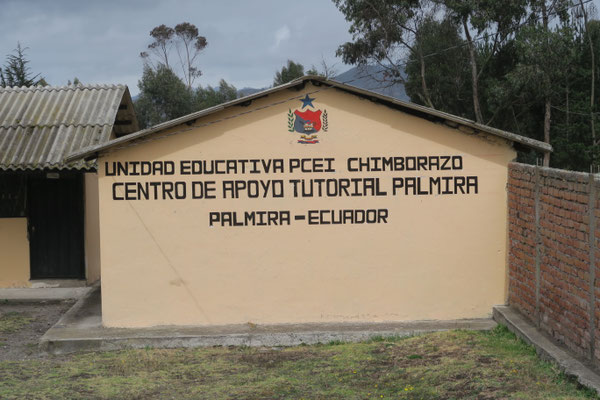 UNIDAD EDUCATIVA PCEI CHIMBORAZO
CENTRO DE APOYO TUTORIAL PALMIRA
PALMIRA - ECUADOR